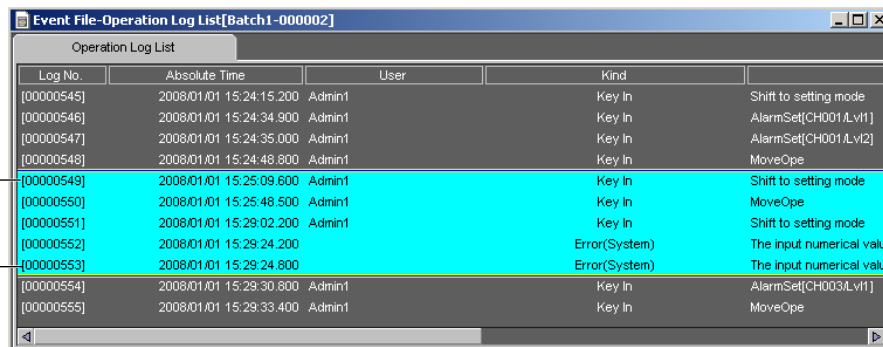 Event File-Operation Log List[Batch1-000002]
Operation Log List
Log No. Absolute Time User Kind
[00000545] 2008/01/01 15:24:15.200 Admin1 Key In Shift to setting mode
[00000546] 2008/01/01 15:24:34.900 Admin1 Key In AlarmSet[CH001/Lvl1]
[00000547] 2008/01/01 15:24:35.000 Admin1 Key In AlarmSet[CH001/Lvl2]
[00000548] 2008/01/01 15:24:48.800 Admin1 Key In MoveOpe
[00000549] 2008/01/01 15:25:09.600 Admin1 Key In Shift to setting mode
[00000550] 2008/01/01 15:25:48.500 Admin1 Key In MoveOpe
[00000551] 2008/01/01 15:29:02.200 Admin1 Key In Shift to setting mode
[00000552] 2008/01/01 15:29:24.200 Error(System) The input numerical valu
[00000553] 2008/01/01 15:29:24.800 Error(System) The input numerical valu
[00000554] 2008/01/01 15:29:30.800 Admin1 Key In AlarmSet[CH003/Lvl1]
[00000555] 2008/01/01 15:29:33.400 Admin1 Key In MoveOpe